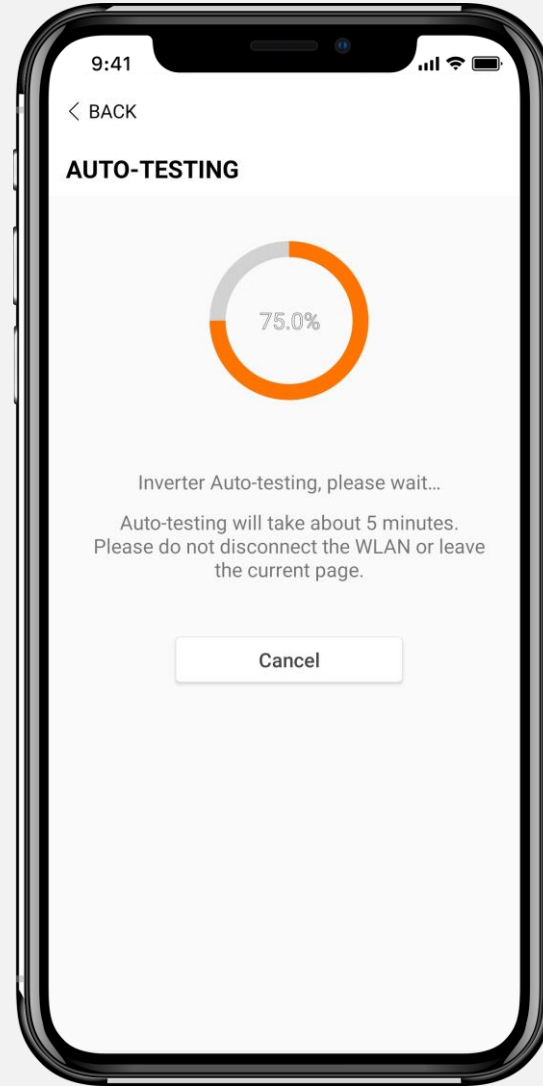 9:41
< BACK
AUTO-TESTING
75.0%
Inverter Auto-testing, please wait...
Auto-testing will take about 5 minutes.
Please do not disconnect the WLAN or leave
the current page.
Cancel